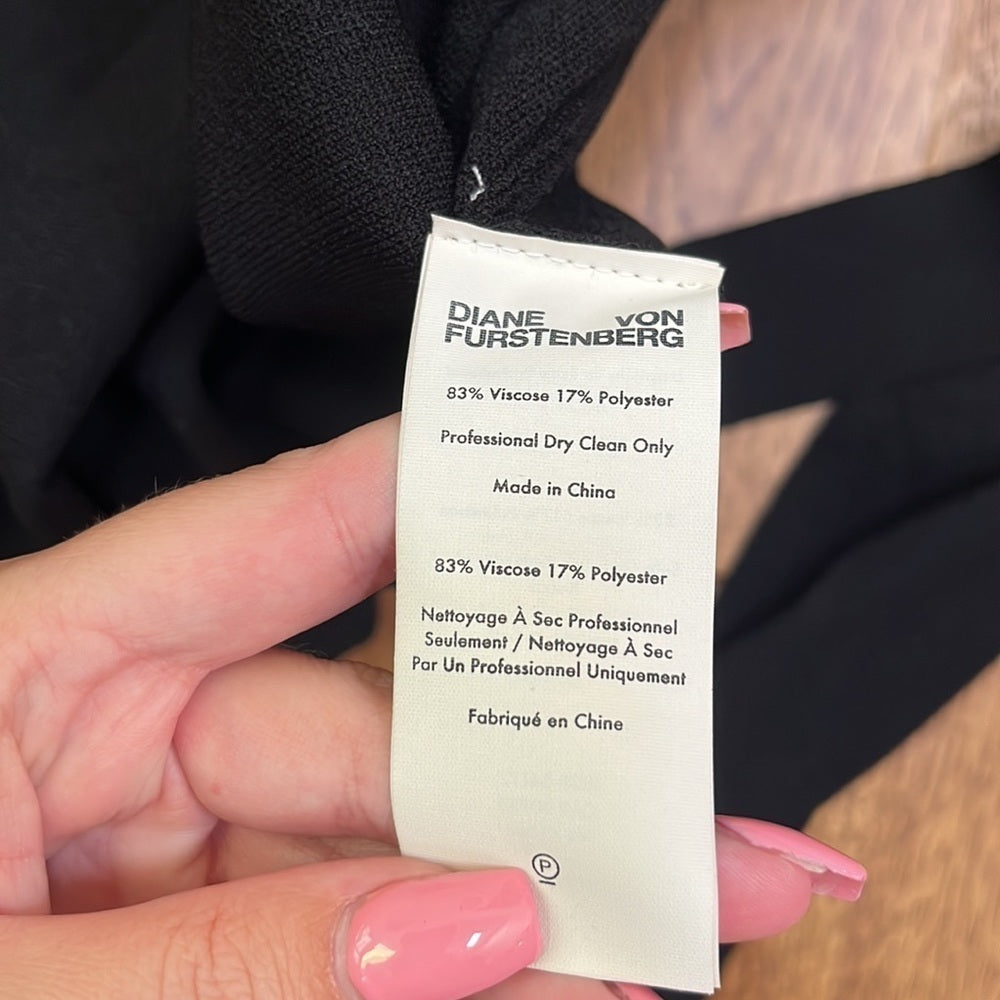 DIANE VON
FURSTENBERG
83% Viscose 17% Polyester
Professional Dry Clean Only
Made in China
83% Viscose 17% Polyester
Nettoyage À Sec Professionnel
Seulement / Nettoyage À Sec
Par Un Professionnel Uniquement
Fabriqué en Chine
P